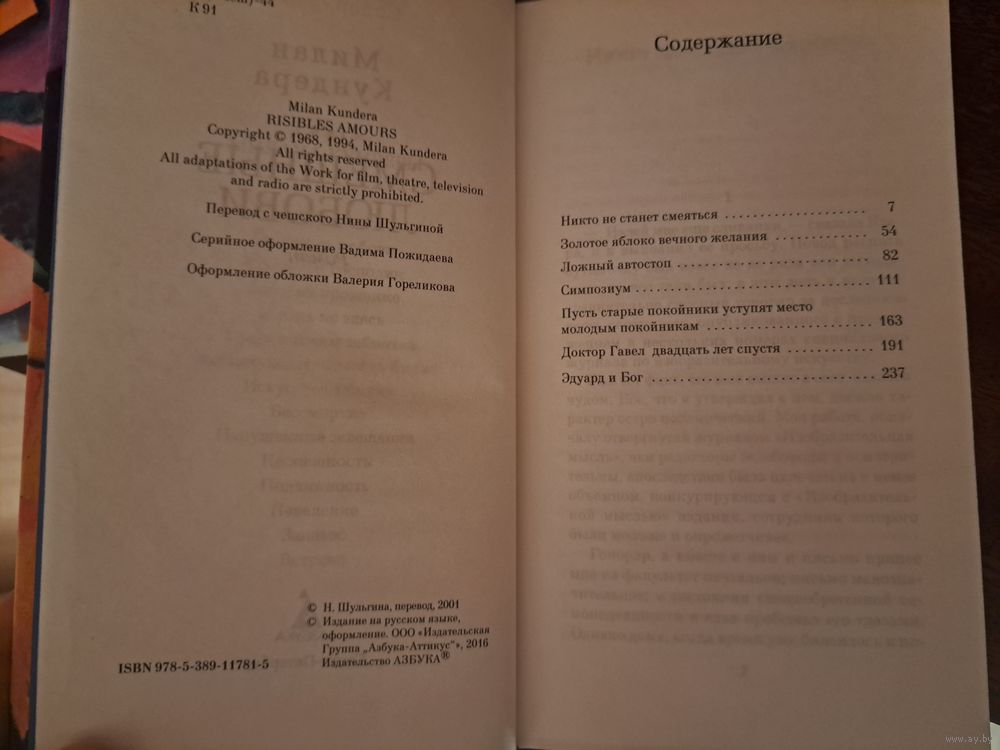 К 91
Milan Kundera
RISIBLES AMOURS
Copyright © 1968, 1994, Milan Kundera
All rights reserved
All adaptations of the Work for film, theatre, television
and radio are strictly prohibited.
Перевод с чешского Нины Шульгиной
Серийное оформление Вадима Пожидаева
Оформление обложки Валерия Гореликова
© Н. Шульгина, перевод, 2001
© Издание на русском языке,
оформление. ООО «Издательская
Группа „Азбука-Аттикус“», 2016
Издательство АЗБУКА®
ISBN 978-5-389-11781-5
Содержание
Никто не станет смеяться . . . . . . . . . . . . . . . . . . . . 7
Золотое яблоко вечного желания . . . . . . . . . . . . . 54
Ложный автостоп . . . . . . . . . . . . . . . . . . . . . . . . . . . 82
Симпозиум . . . . . . . . . . . . . . . . . . . . . . . . . . . . . . . . . . 111
Пусть старые покойники уступят место
молодым покойникам . . . . . . . . . . . . . . . . . . . . . . . 163
Доктор Гавел двадцать лет спустя . . . . . . . . . . . . 191
Эдуард и Бог . . . . . . . . . . . . . . . . . . . . . . . . . . . . . . . . 237
www.ay.by